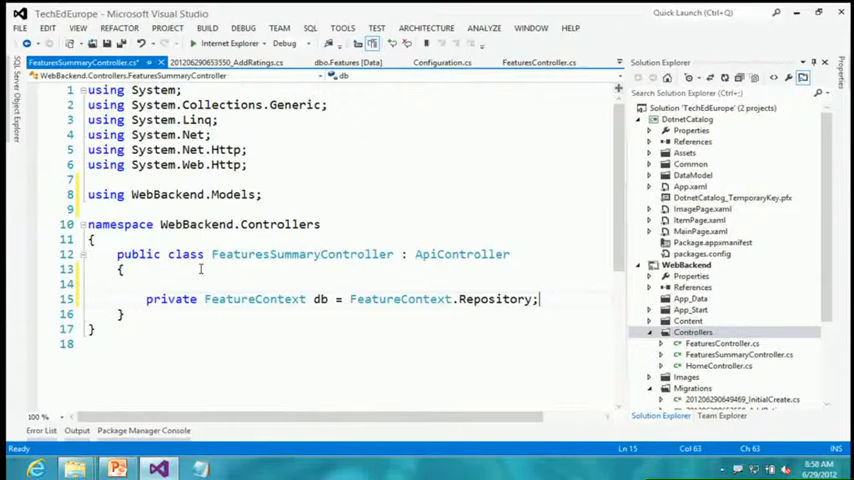 TechEdEurope - Microsoft Visual Studio
Quick Launch (Ctrl+Q)
FILE EDIT VIEW REFACTOR PROJECT BUILD DEBUG TEAM SQL TOOLS TEST ARCHITECTURE ANALYZE WINDOW HELP
Internet Explorer Debug
FeaturesSummaryController.cs* 201206290653550_AddRatings.cs dbo.Features [Data] Configuration.cs FeaturesController.cs
WebBackend.Controllers.FeaturesSummaryController db
SQL Server Object Explorer
1 using System;
2 using System.Collections.Generic;
3 using System.Linq;
4 using System.Net;
5 using System.Net.Http;
6 using System.Web.Http;
7
8 using WebBackend.Models;
9
10 namespace WebBackend.Controllers
11 {
12 public class FeaturesSummaryController : ApiController
13 {
14
15 private FeatureContext db = FeatureContext.Repository;
16 }
17 }
18
100 %
Error List Output Package Manager Console
Solution Explorer
Search Solution Explorer (Ctrl+;)
Solution 'TechEdEurope' (2 projects)
DotnetCatalog
Properties
References
Assets
Common
DataModel
App.xaml
DotnetCatalog_TemporaryKey.pfx
ImagePage.xaml
ItemPage.xaml
MainPage.xaml
Package.appxmanifest
packages.config
WebBackend
Properties
References
App_Data
App_Start
Content
Controllers
FeaturesController.cs
FeaturesSummaryController.cs
HomeController.cs
Images
Migrations
201206290649469_InitialCreate.cs
Solution Explorer Team Explorer
Properties
Ready Ln 15 Col 63 Ch 63 INS
8:58 AM
6/29/2012